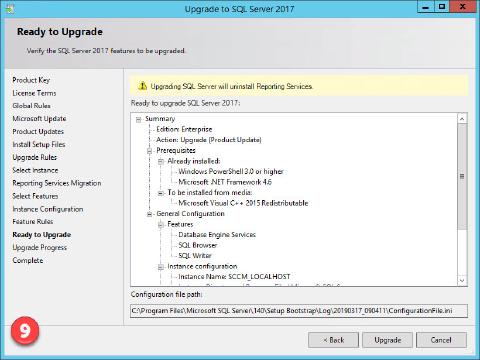 Upgrade to SQL Server 2017
Ready to Upgrade
Verify the SQL Server 2017 features to be upgraded.
Product Key
License Terms
Global Rules
Microsoft Update
Product Updates
Install Setup Files
Upgrade Rules
Select Instance
Reporting Services Migration
Select Features
Instance Configuration
Feature Rules
Ready to Upgrade
Upgrade Progress
Complete
Upgrading SQL Server will uninstall Reporting Services.
Ready to upgrade SQL Server 2017:
Summary
Edition: Enterprise
Action: Upgrade (Product Update)
Prerequisites
Already installed:
Windows PowerShell 3.0 or higher
Microsoft .NET Framework 4.6
To be installed from media:
Microsoft Visual C++ 2015 Redistributable
General Configuration
Features
Database Engine Services
SQL Browser
SQL Writer
Instance configuration
Instance Name: SCCM_LOCALHOST
Configuration file path:
C:\Program Files\Microsoft SQL Server\140\Setup Bootstrap\Log\20190317_090411\ConfigurationFile.ini
9
< Back
Upgrade
Cancel